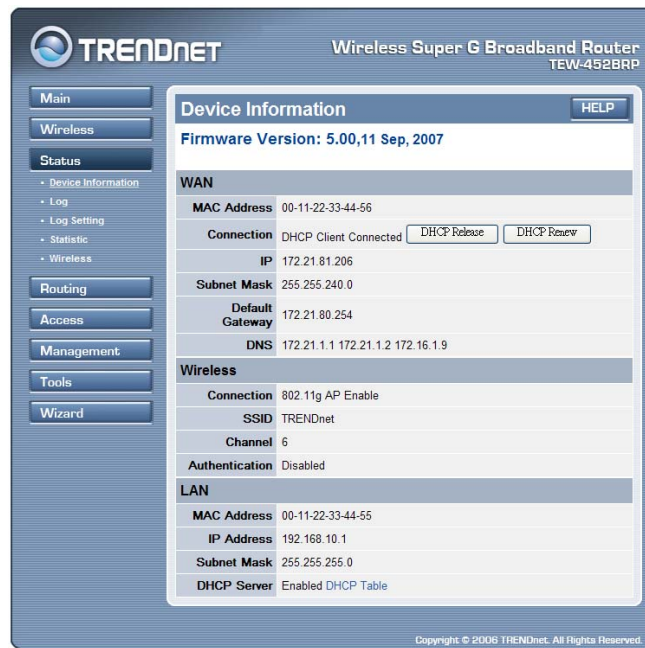 TRENDNET
Wireless Super G Broadband Router
TEW-452BRP
Main
Wireless
Status
• Device Information
• Log
• Log Setting
• Statistic
• Wireless
Routing
Access
Management
Tools
Wizard
Device Information
HELP
Firmware Version: 5.00,11 Sep, 2007
WAN
MAC Address 00-11-22-33-44-56
Connection DHCP Client Connected DHCP Release DHCP Renew
IP 172.21.81.206
Subnet Mask 255.255.240.0
Default
Gateway 172.21.80.254
DNS 172.21.1.1 172.21.1.2 172.16.1.9
Wireless
Connection 802.11g AP Enable
SSID TRENDnet
Channel 6
Authentication Disabled
LAN
MAC Address 00-11-22-33-44-55
IP Address 192.168.10.1
Subnet Mask 255.255.255.0
DHCP Server Enabled DHCP Table
Copyright © 2006 TRENDnet. All Rights Reserved.